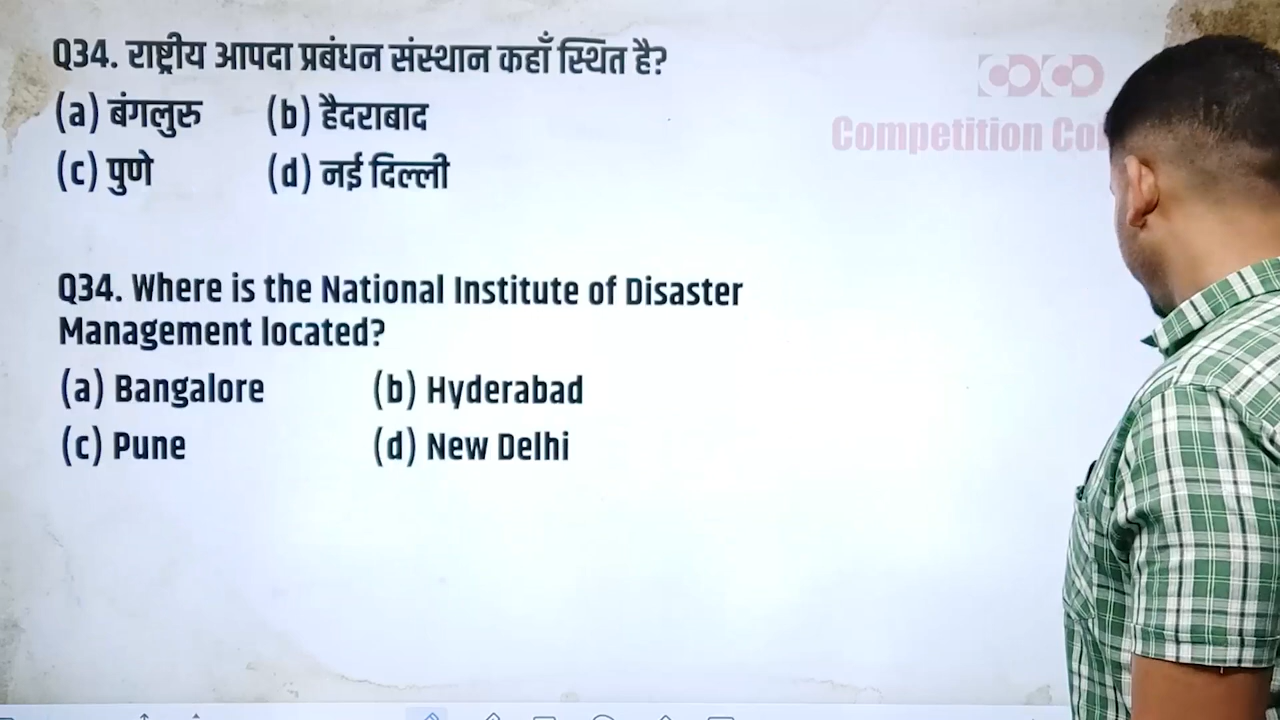 Q34. राष्ट्रीय आपदा प्रबंधन संस्थान कहाँ स्थित है?
(a) बंगलुरु (b) हैदराबाद
(c) पुणे (d) नई दिल्ली
Competition
Q34. Where is the National Institute of Disaster
Management located?
(a) Bangalore (b) Hyderabad
(c) Pune (d) New Delhi